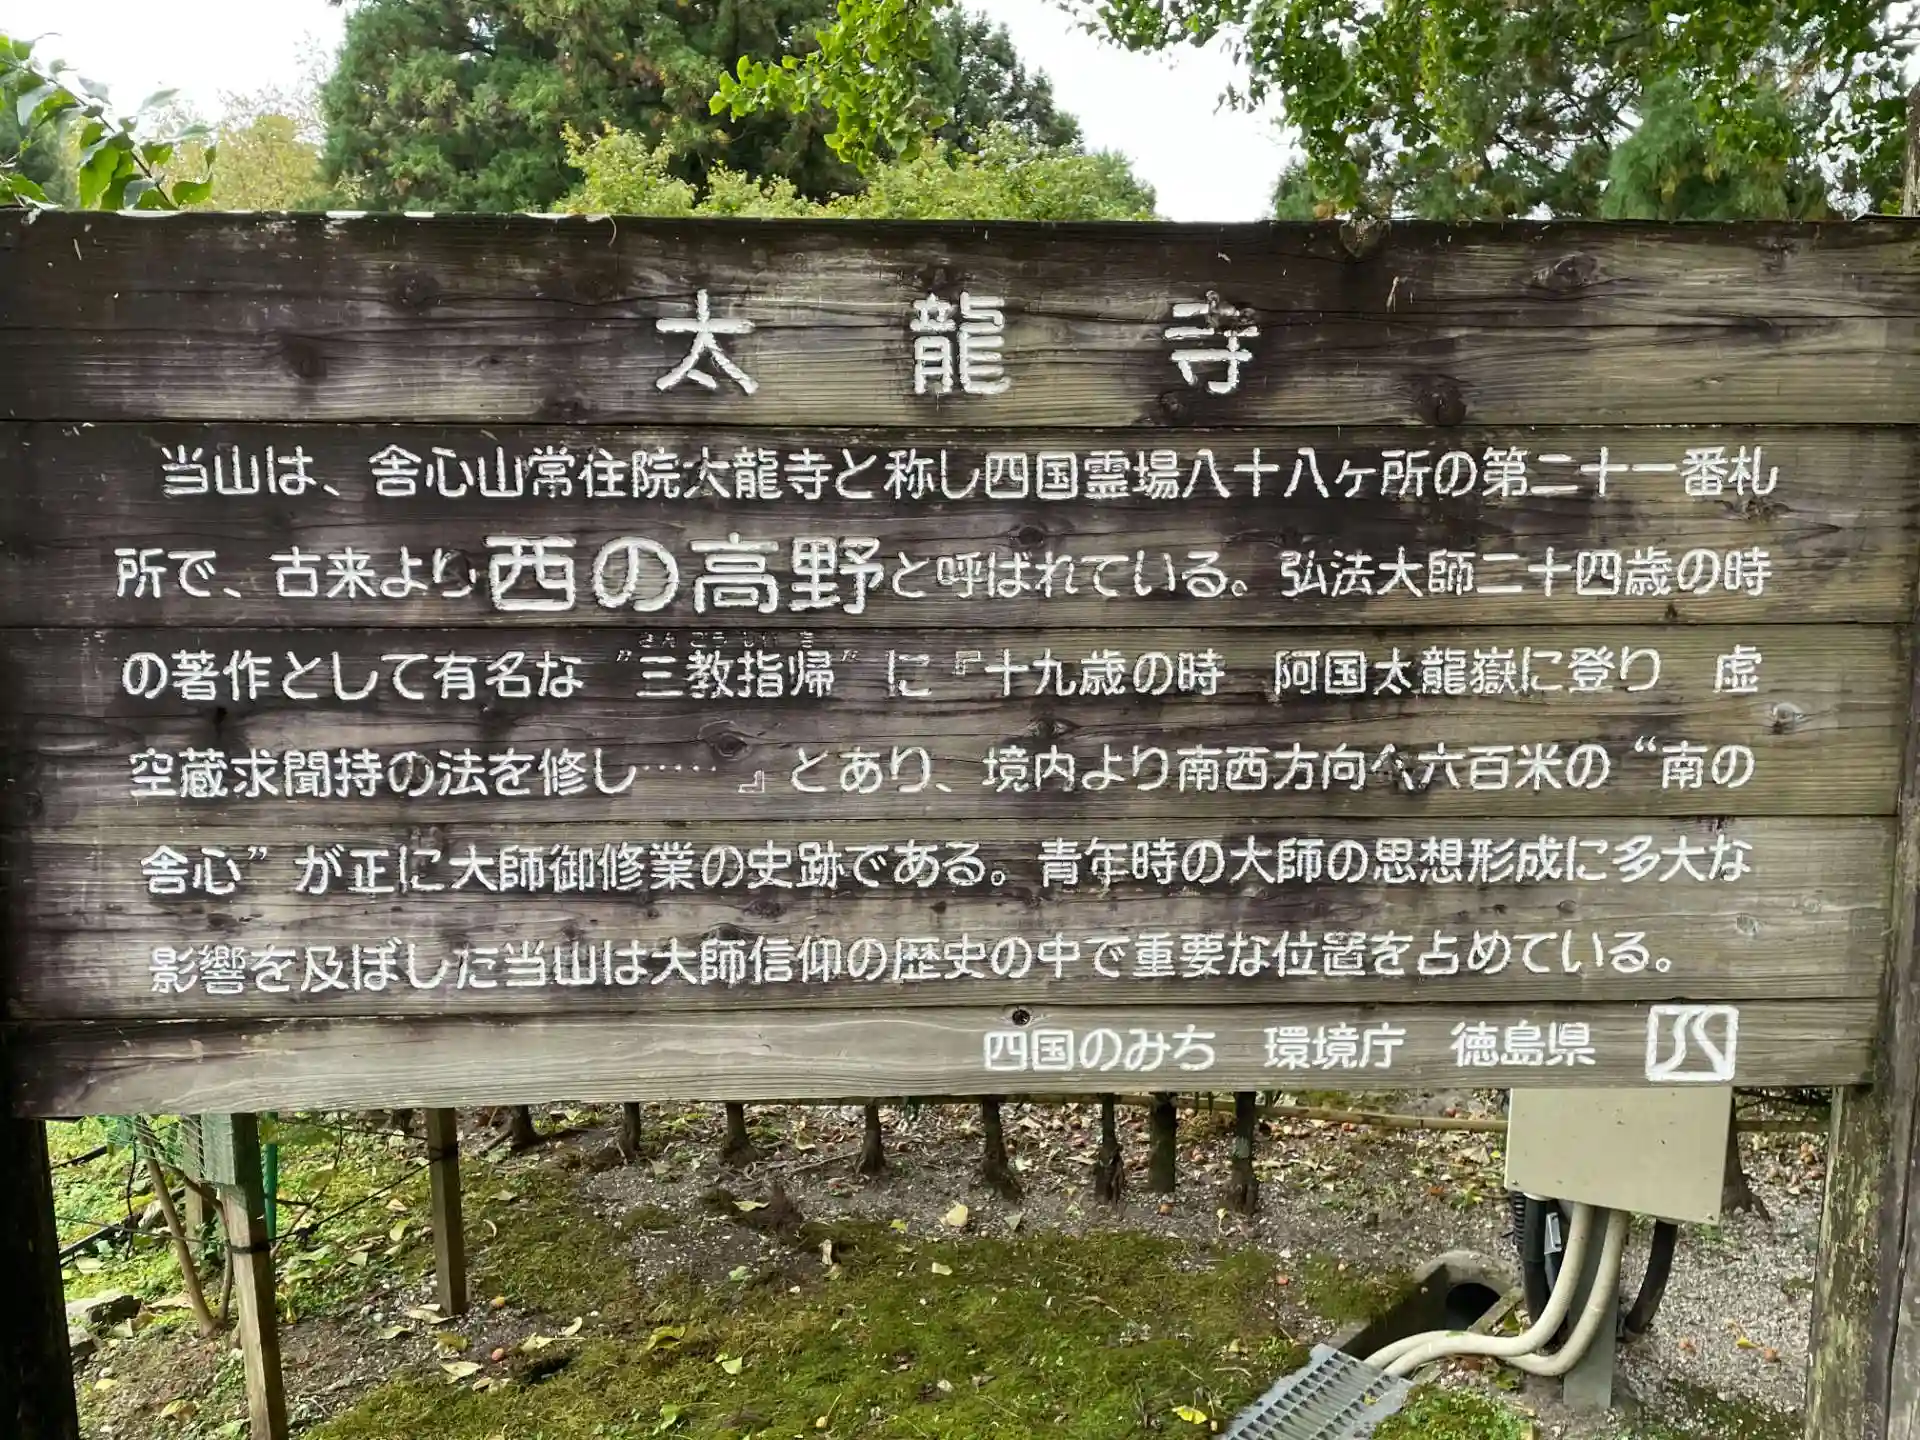 太龍寺
当山は、舎心山常住院太龍寺と称し四国霊場八十八ヶ所の第二十一番札
所で、古来より西の高野と呼ばれている。弘法大師二十四歳の時
さんごうしいき
の著作として有名な〝三教指帰〞に『十九歳の時　阿国太龍嶽に登り　虚
空蔵求聞持の法を修し……』とあり、境内より南西方向へ六百米の“南の
舎心”が正に大師御修業の史跡である。青年時の大師の思想形成に多大な
影響を及ぼした当山は大師信仰の歴史の中で重要な位置を占めている。
四国のみち　環境庁　徳島県